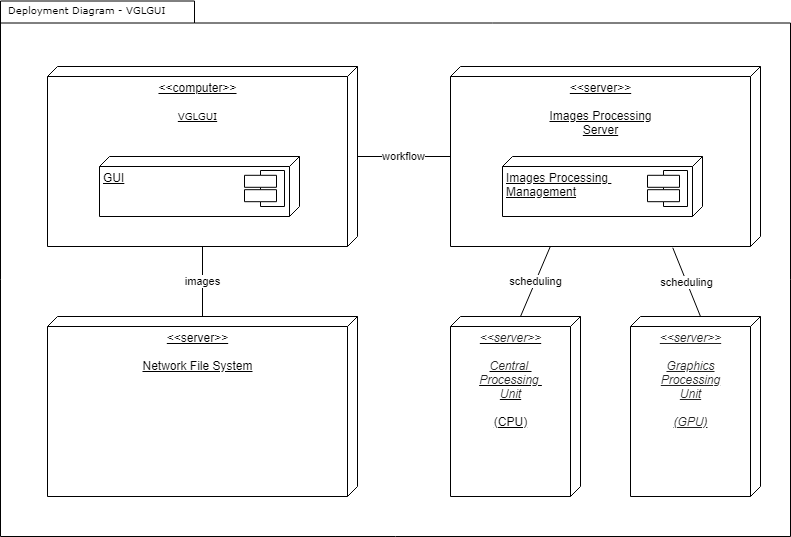 Deployment Diagram - VGLGUI
<<computer>>
VGLGUI
GUI
workflow
<<server>>
Images Processing
Server
Images Processing
Management
images
scheduling
scheduling
<<server>>
Network File System
<<server>>
Central
Processing
Unit
(CPU)
<<server>>
Graphics
Processing
Unit
(GPU)